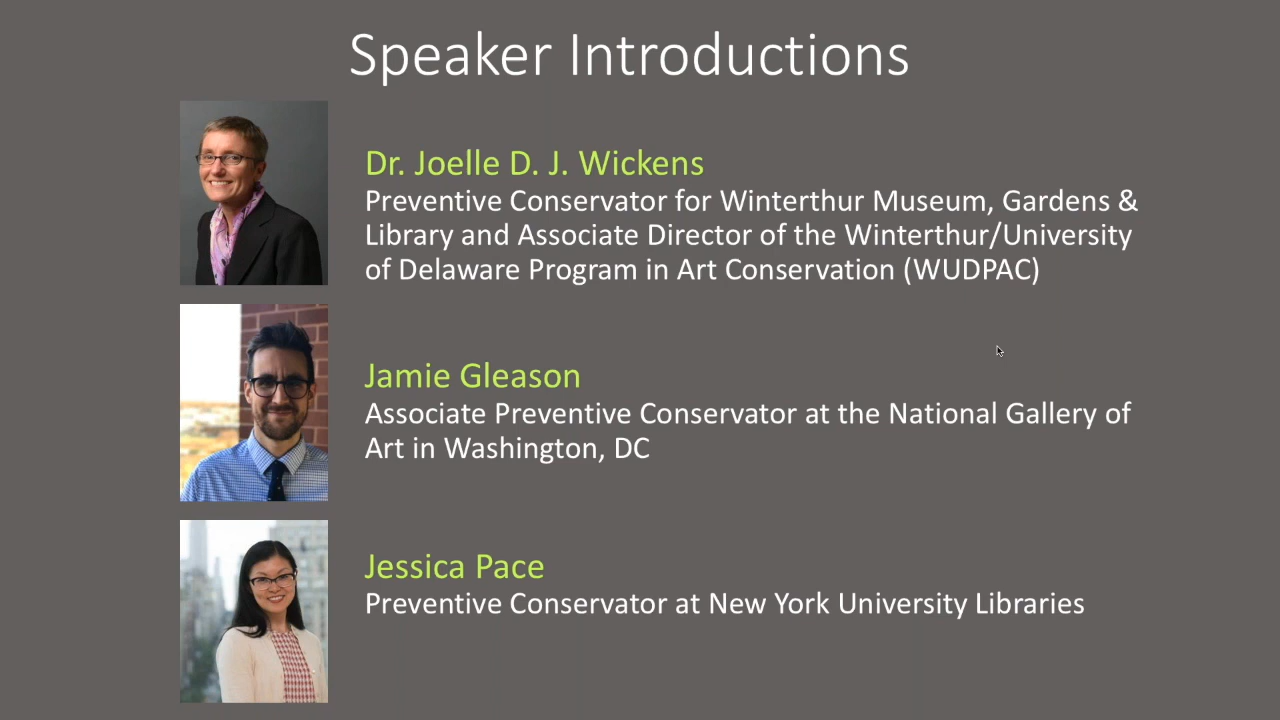 Speaker Introductions
Dr. Joelle D. J. Wickens
Preventive Conservator for Winterthur Museum, Gardens &
Library and Associate Director of the Winterthur/University
of Delaware Program in Art Conservation (WUDPAC)
Jamie Gleason
Associate Preventive Conservator at the National Gallery of
Art in Washington, DC
Jessica Pace
Preventive Conservator at New York University Libraries